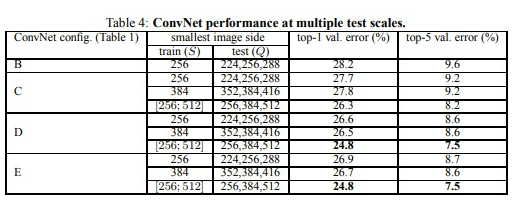 Table 4: ConvNet performance at multiple test scales.
ConvNet config. (Table 1) smallest image side top-1 val. error (%) top-5 val. error (%)
train (S) test (Q)
B 256 224,256,288 28.2 9.6
256 224,256,288 27.7 9.2
C 384 352,384,416 27.8 9.2
[256; 512] 256,384,512 26.3 8.2
256 224,256,288 26.6 8.6
D 384 352,384,416 26.5 8.6
[256; 512] 256,384,512 24.8 7.5
256 224,256,288 26.9 8.7
E 384 352,384,416 26.7 8.6
[256; 512] 256,384,512 24.8 7.5